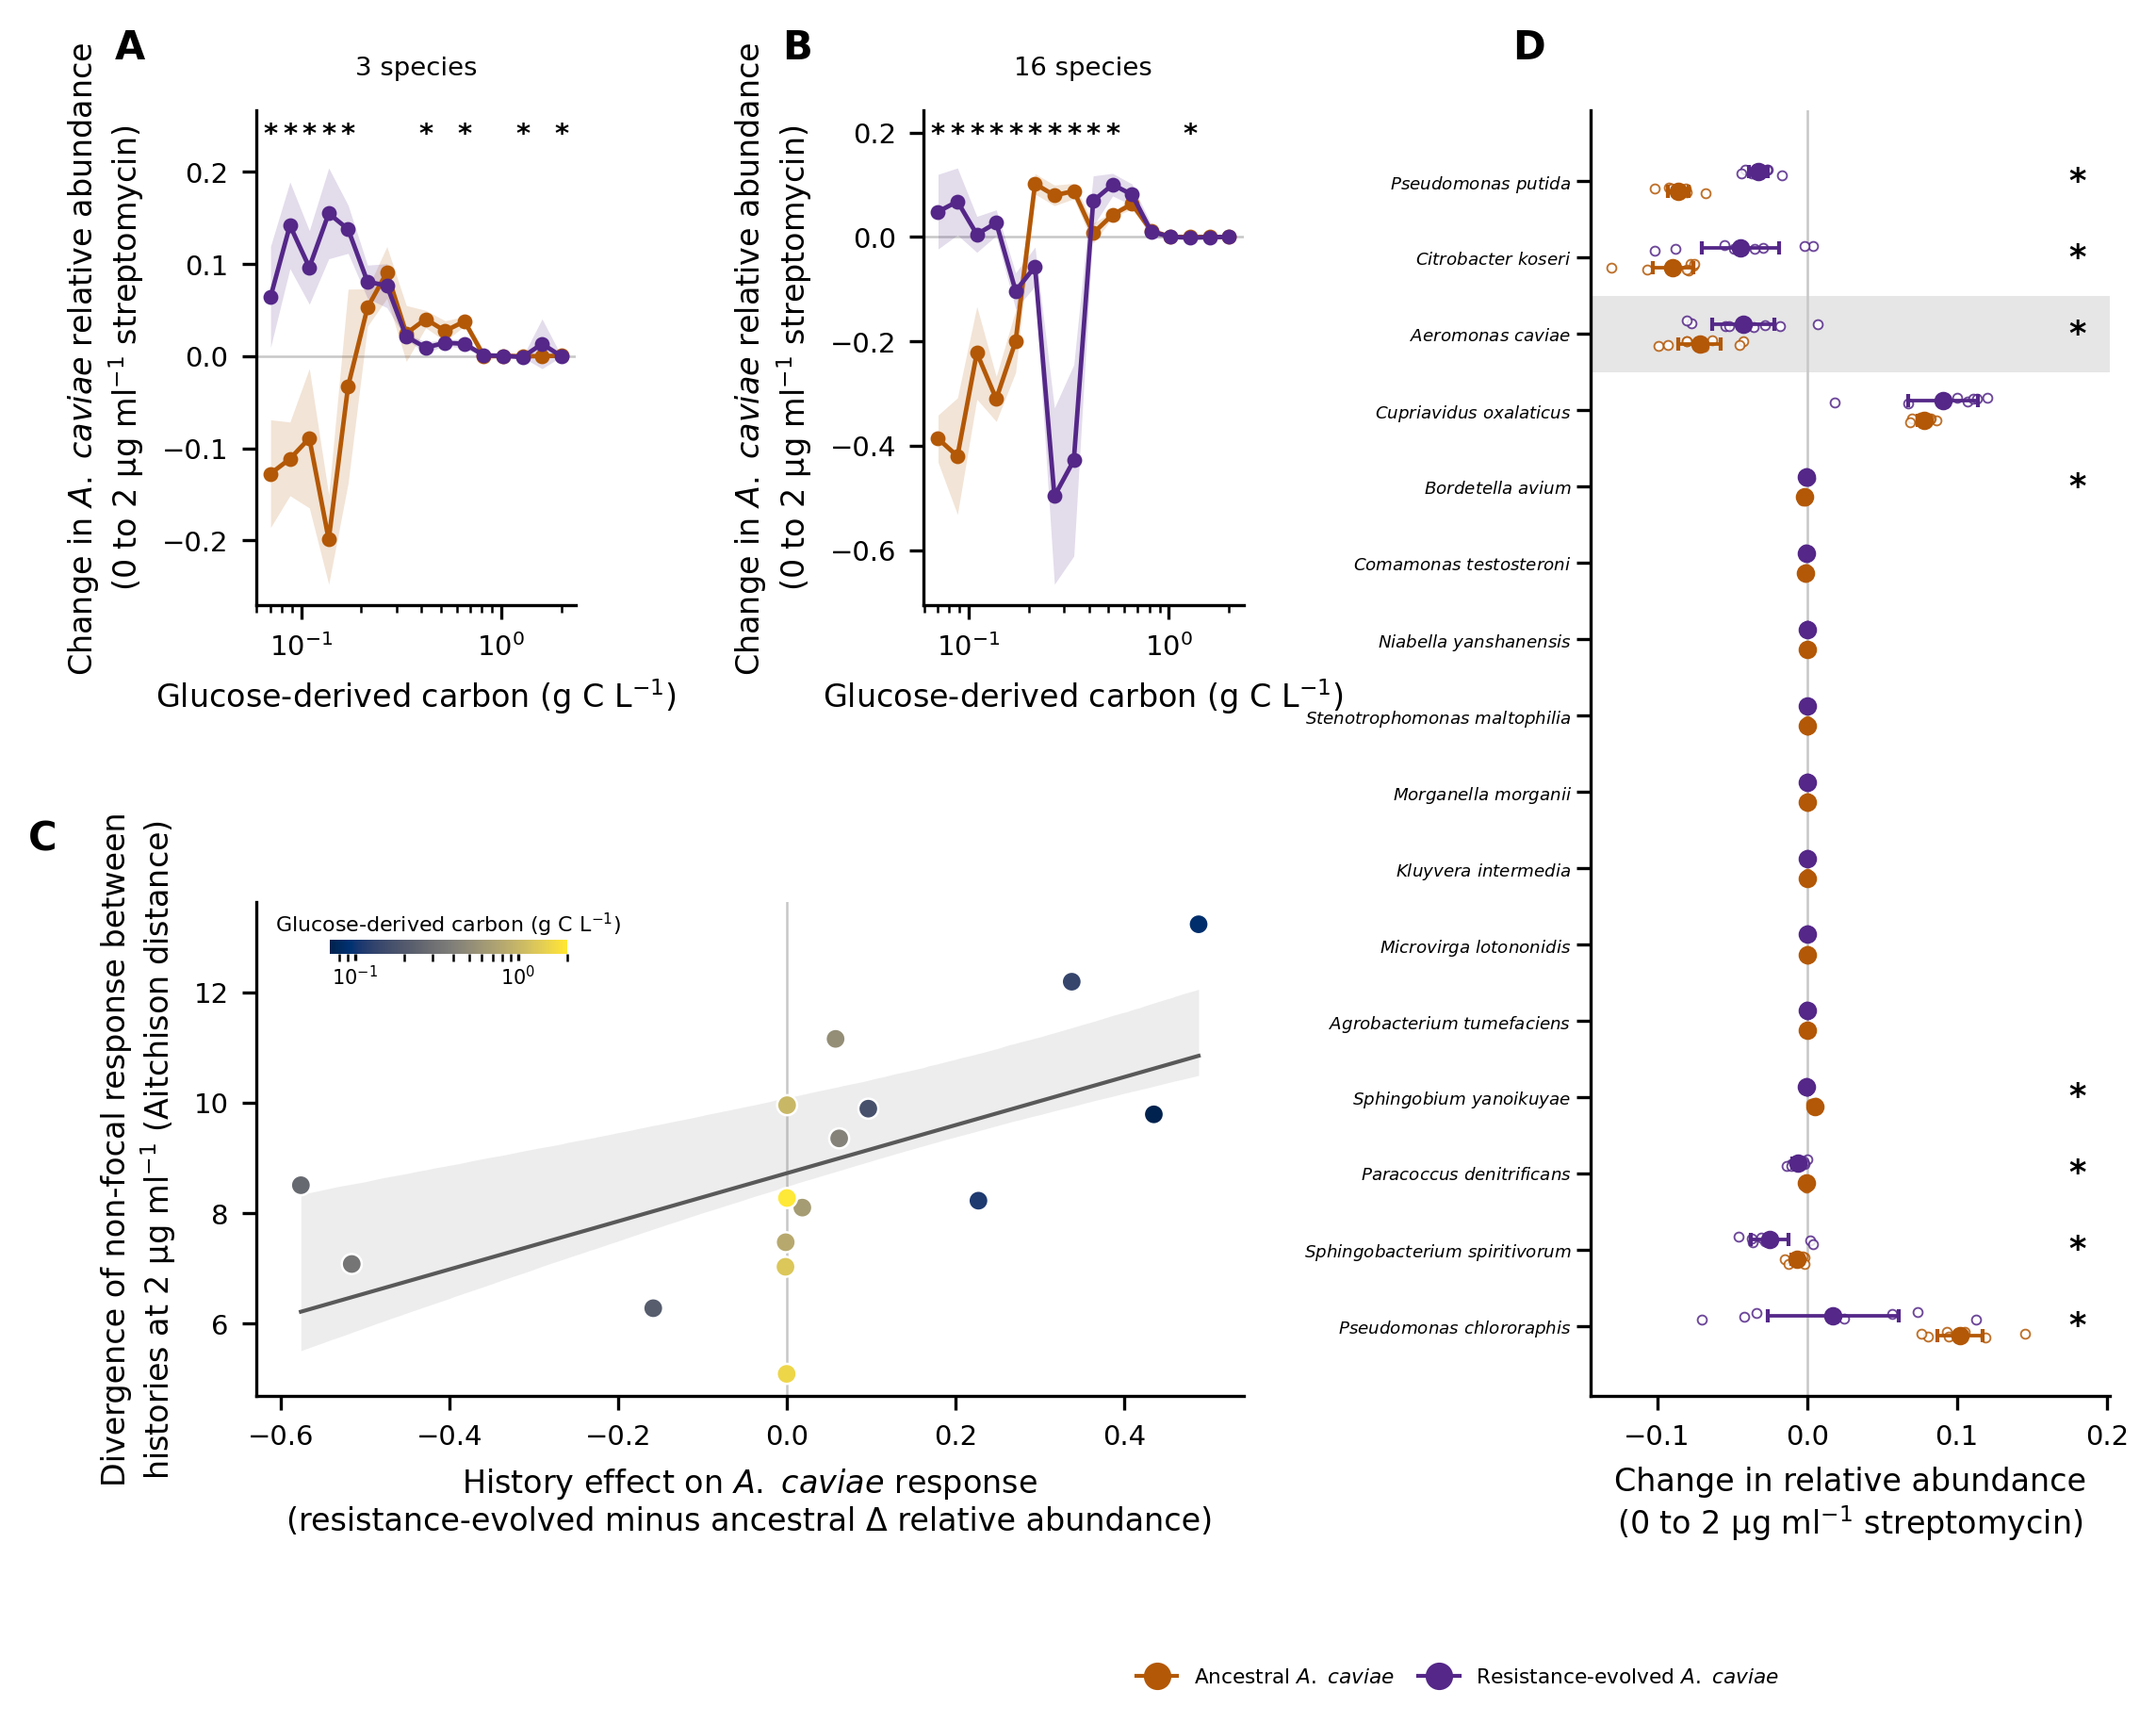 A
3 species
Change in A. caviae relative abundance
(0 to 2 µg ml⁻¹ streptomycin)
* * * * * * * * *
0.2
0.1
0.0
−0.1
−0.2
10⁻¹ 10⁰
Glucose-derived carbon (g C L⁻¹)
B
16 species
Change in A. caviae relative abundance
(0 to 2 µg ml⁻¹ streptomycin)
* * * * * * * * * * *
0.2
0.0
−0.2
−0.4
−0.6
10⁻¹ 10⁰
Glucose-derived carbon (g C L⁻¹)
C
Divergence of non-focal response between
histories at 2 µg ml⁻¹ (Aitchison distance)
Glucose-derived carbon (g C L⁻¹)
10⁻¹ 10⁰
12
10
8
6
−0.6 −0.4 −0.2 0.0 0.2 0.4
History effect on A. caviae response
(resistance-evolved minus ancestral Δ relative abundance)
D
Pseudomonas putida *
Citrobacter koseri *
Aeromonas caviae *
Cupriavidus oxalaticus
Bordetella avium *
Comamonas testosteroni
Niabella yanshanensis
Stenotrophomonas maltophilia
Morganella morganii
Kluyvera intermedia
Microvirga lotononidis
Agrobacterium tumefaciens
Sphingobium yanoikuyae *
Paracoccus denitrificans *
Sphingobacterium spiritivorum *
Pseudomonas chlororaphis *
−0.1 0.0 0.1 0.2
Change in relative abundance
(0 to 2 µg ml⁻¹ streptomycin)
Ancestral A. caviae Resistance-evolved A. caviae